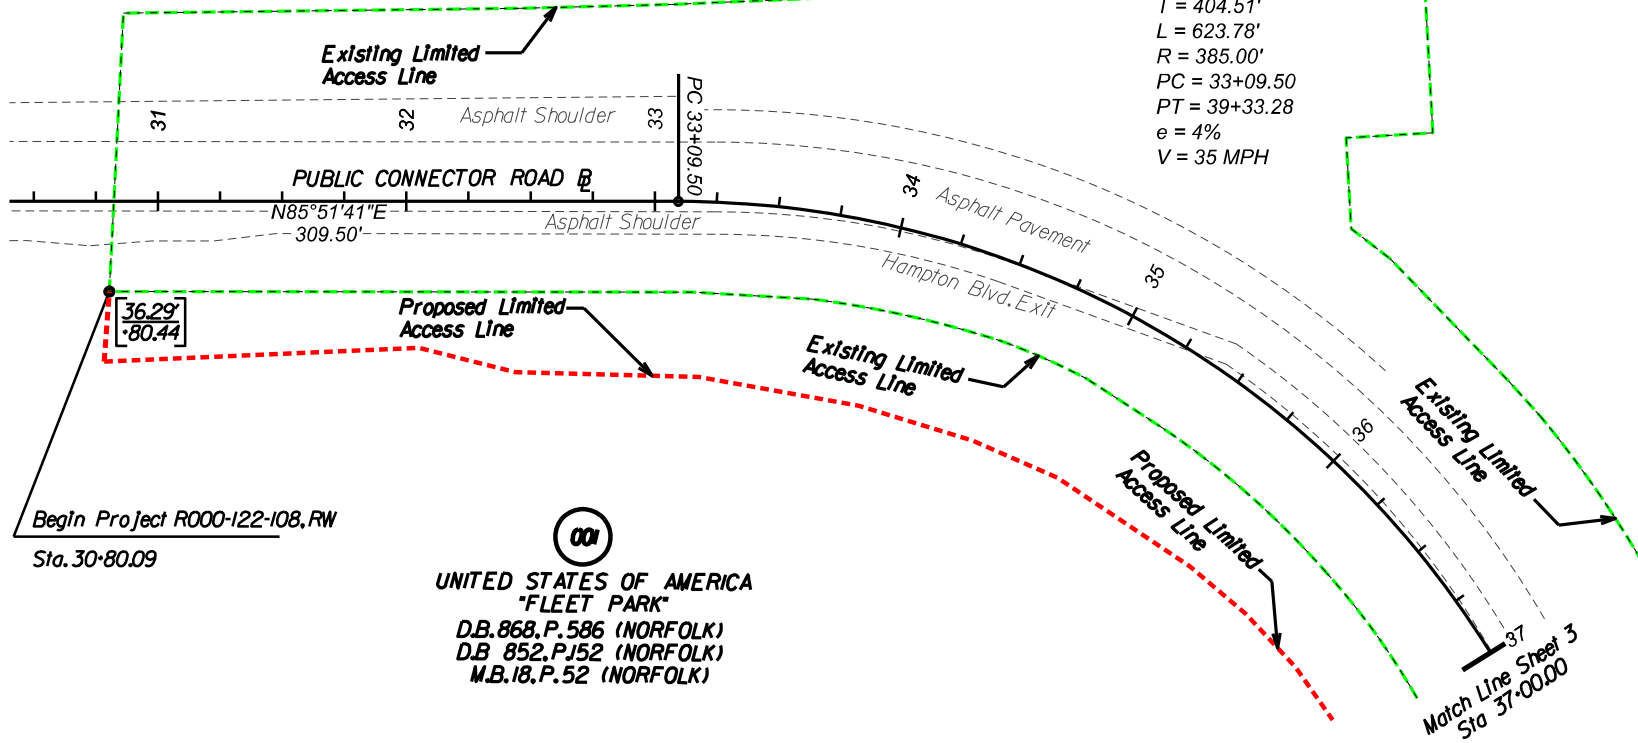 T = 404.51'
L = 623.78'
R = 385.00'
PC = 33+09.50
PT = 39+33.28
e = 4%
V = 35 MPH
Existing Limited
Access Line
31
32
Asphalt Shoulder
33
PC 33+09.50
PUBLIC CONNECTOR ROAD BL
N85°51'41"E
309.50'
Asphalt Shoulder
34
Asphalt Pavement
35
Hampton Blvd. Exit
36.29'
+80.44
Proposed Limited
Access Line
Existing Limited
Access Line
Existing Limited
Access Line
36
Proposed Limited
Access Line
Begin Project R000-122-108, RW
Sta. 30+80.09
001
UNITED STATES OF AMERICA
"FLEET PARK"
D.B. 868, P. 586 (NORFOLK)
D.B 852, P.152 (NORFOLK)
M.B. 18, P. 52 (NORFOLK)
37
Match Line Sheet 3
Sta 37+00.00